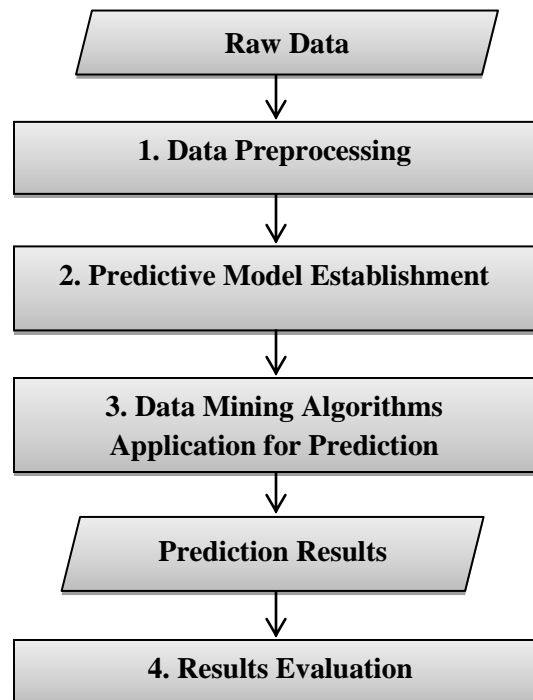 Raw Data
1. Data Preprocessing
2. Predictive Model Establishment
3. Data Mining Algorithms
Application for Prediction
Prediction Results
4. Results Evaluation